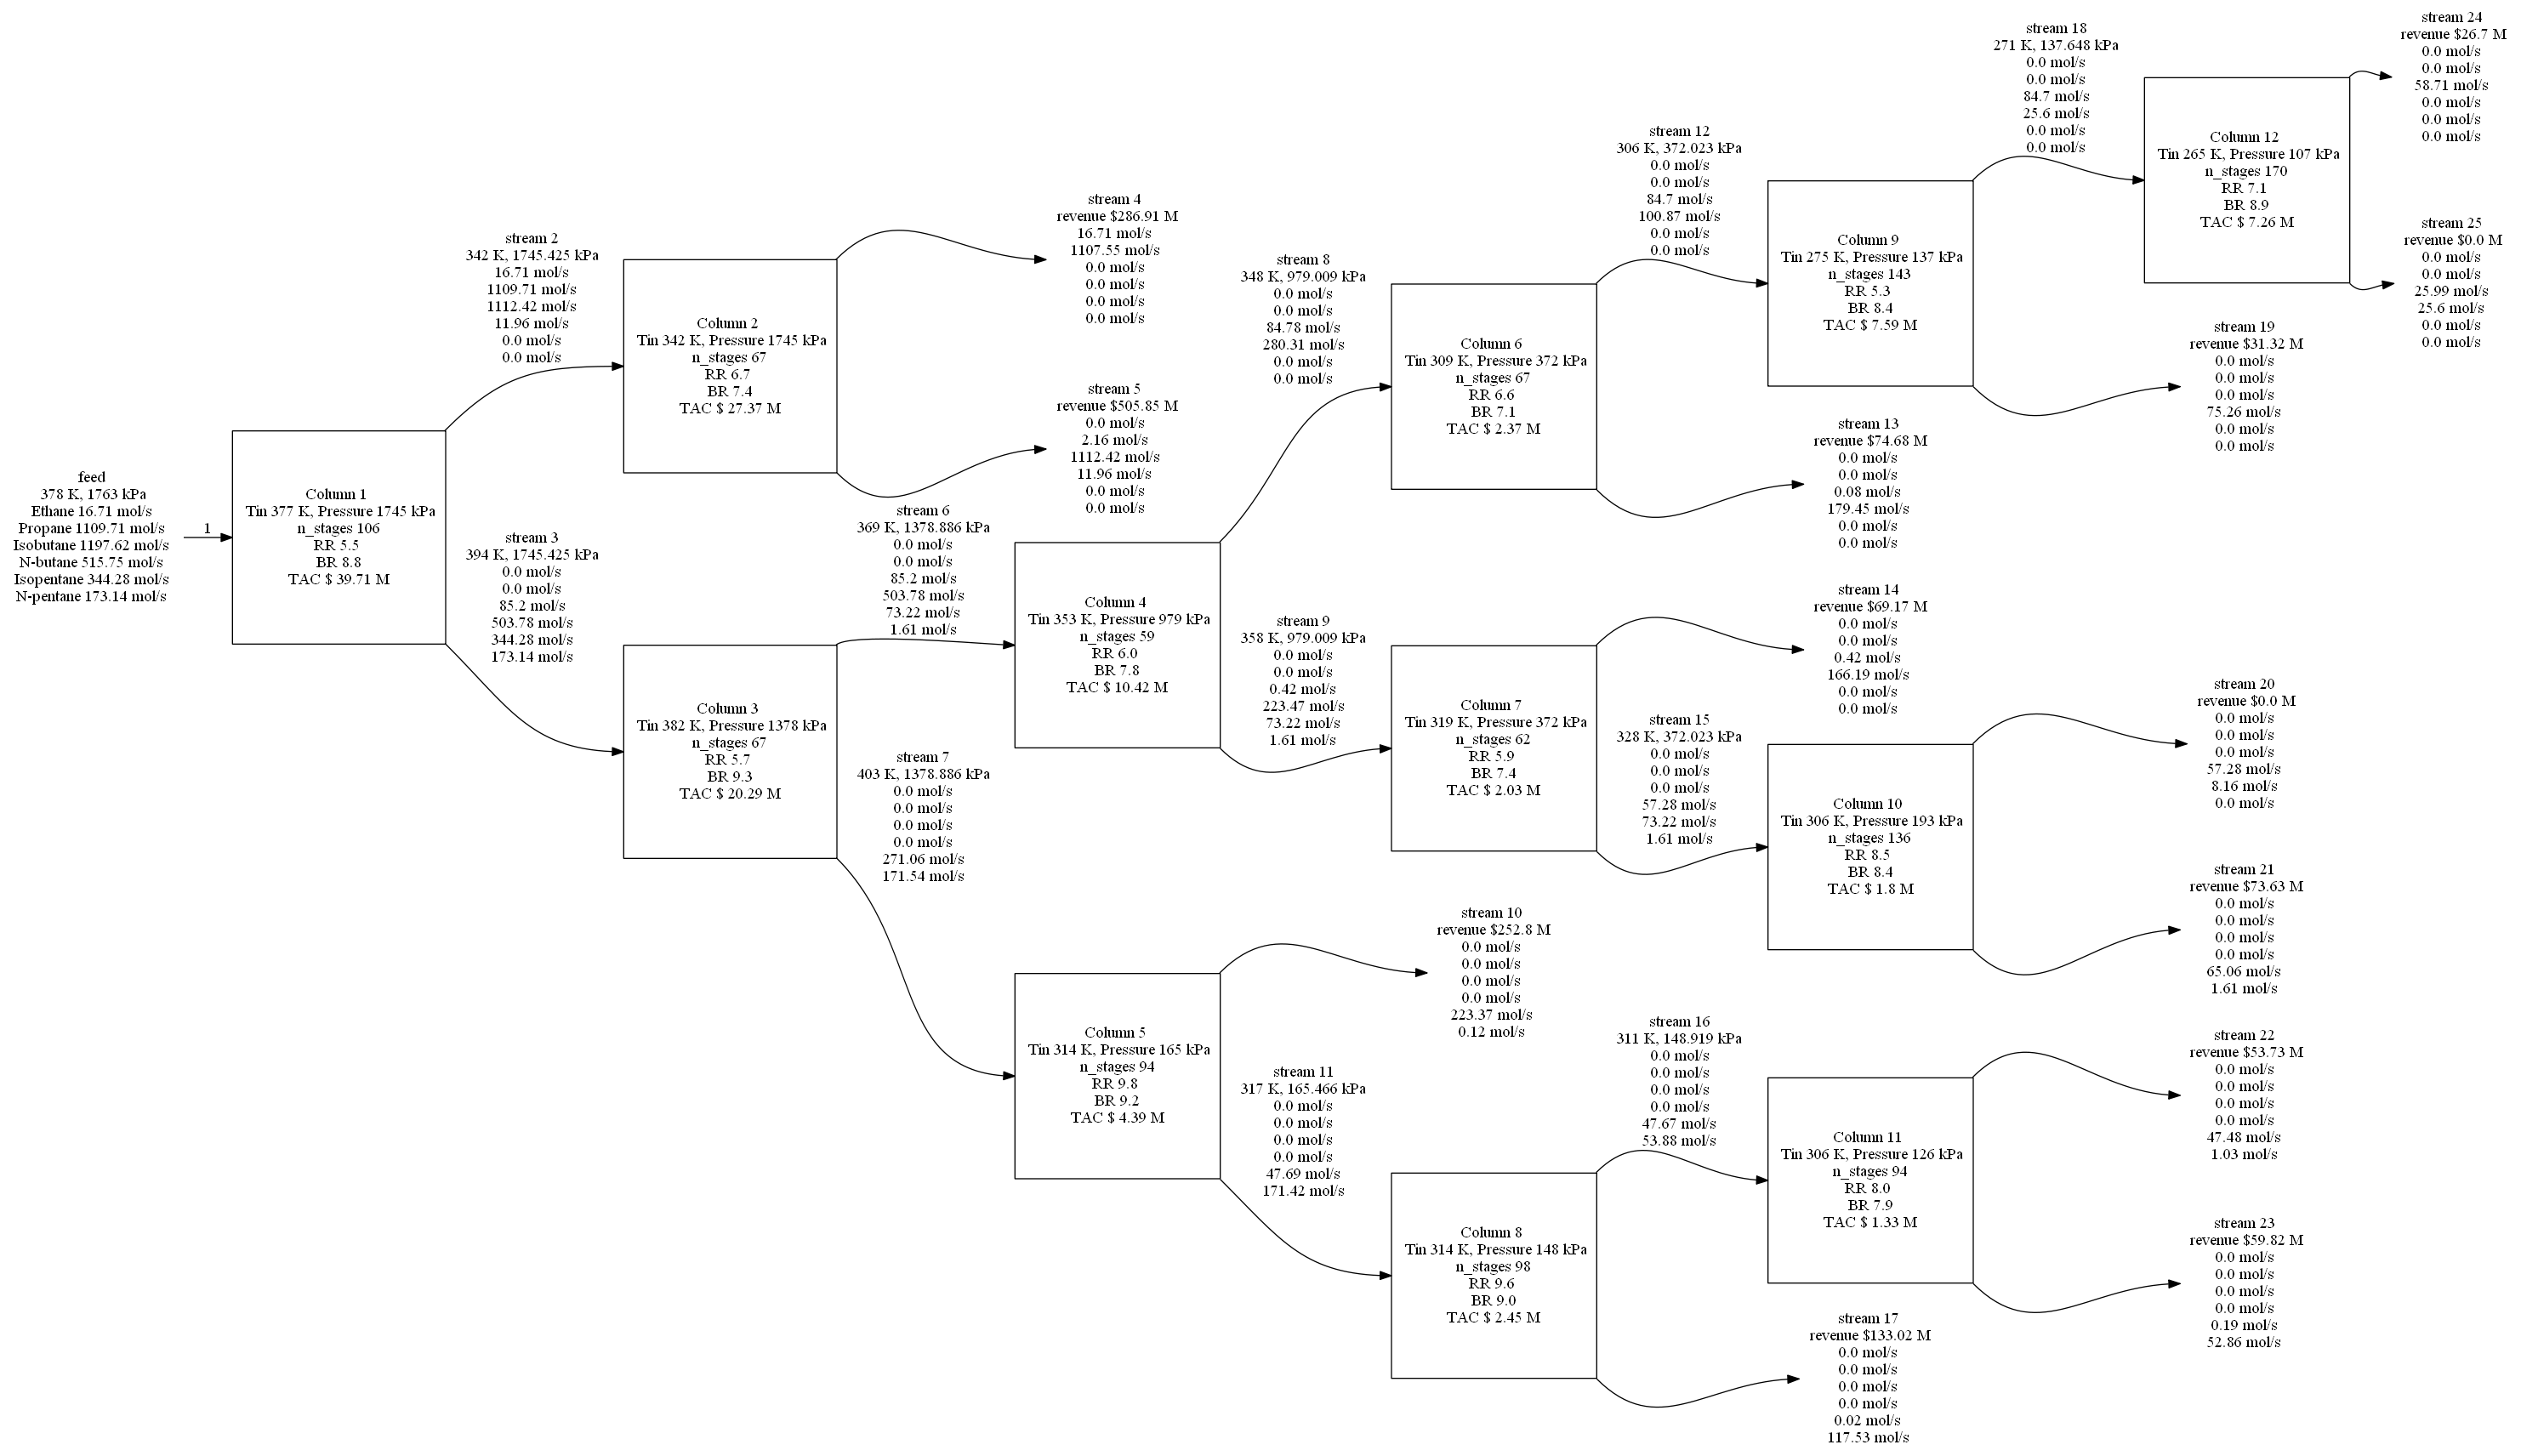 feed
378 K, 1763 kPa
Ethane 16.71 mol/s
Propane 1109.71 mol/s
Isobutane 1197.62 mol/s
N-butane 515.75 mol/s
Isopentane 344.28 mol/s
N-pentane 173.14 mol/s
1
Column 1
Tin 377 K, Pressure 1745 kPa
n_stages 106
RR 5.5
BR 8.8
TAC $ 39.71 M
stream 2
342 K, 1745.425 kPa
16.71 mol/s
1109.71 mol/s
1112.42 mol/s
11.96 mol/s
0.0 mol/s
0.0 mol/s
stream 3
394 K, 1745.425 kPa
0.0 mol/s
0.0 mol/s
85.2 mol/s
503.78 mol/s
344.28 mol/s
173.14 mol/s
Column 2
Tin 342 K, Pressure 1745 kPa
n_stages 67
RR 6.7
BR 7.4
TAC $ 27.37 M
Column 3
Tin 382 K, Pressure 1378 kPa
n_stages 67
RR 5.7
BR 9.3
TAC $ 20.29 M
stream 4
revenue $286.91 M
16.71 mol/s
1107.55 mol/s
0.0 mol/s
0.0 mol/s
0.0 mol/s
0.0 mol/s
stream 5
revenue $505.85 M
0.0 mol/s
2.16 mol/s
1112.42 mol/s
11.96 mol/s
0.0 mol/s
0.0 mol/s
stream 6
369 K, 1378.886 kPa
0.0 mol/s
0.0 mol/s
85.2 mol/s
503.78 mol/s
73.22 mol/s
1.61 mol/s
stream 7
403 K, 1378.886 kPa
0.0 mol/s
0.0 mol/s
0.0 mol/s
0.0 mol/s
271.06 mol/s
171.54 mol/s
Column 4
Tin 353 K, Pressure 979 kPa
n_stages 59
RR 6.0
BR 7.8
TAC $ 10.42 M
Column 5
Tin 314 K, Pressure 165 kPa
n_stages 94
RR 9.8
BR 9.2
TAC $ 4.39 M
stream 8
348 K, 979.009 kPa
0.0 mol/s
0.0 mol/s
84.78 mol/s
280.31 mol/s
0.0 mol/s
0.0 mol/s
stream 9
358 K, 979.009 kPa
0.0 mol/s
0.0 mol/s
0.42 mol/s
223.47 mol/s
73.22 mol/s
1.61 mol/s
stream 10
revenue $252.8 M
0.0 mol/s
0.0 mol/s
0.0 mol/s
0.0 mol/s
223.37 mol/s
0.12 mol/s
stream 11
317 K, 165.466 kPa
0.0 mol/s
0.0 mol/s
0.0 mol/s
0.0 mol/s
47.69 mol/s
171.42 mol/s
Column 6
Tin 309 K, Pressure 372 kPa
n_stages 67
RR 6.6
BR 7.1
TAC $ 2.37 M
Column 7
Tin 319 K, Pressure 372 kPa
n_stages 62
RR 5.9
BR 7.4
TAC $ 2.03 M
Column 8
Tin 314 K, Pressure 148 kPa
n_stages 98
RR 9.6
BR 9.0
TAC $ 2.45 M
stream 12
306 K, 372.023 kPa
0.0 mol/s
0.0 mol/s
84.7 mol/s
100.87 mol/s
0.0 mol/s
0.0 mol/s
stream 13
revenue $74.68 M
0.0 mol/s
0.0 mol/s
0.08 mol/s
179.45 mol/s
0.0 mol/s
0.0 mol/s
stream 14
revenue $69.17 M
0.0 mol/s
0.0 mol/s
0.42 mol/s
166.19 mol/s
0.0 mol/s
0.0 mol/s
stream 15
328 K, 372.023 kPa
0.0 mol/s
0.0 mol/s
0.0 mol/s
57.28 mol/s
73.22 mol/s
1.61 mol/s
stream 16
311 K, 148.919 kPa
0.0 mol/s
0.0 mol/s
0.0 mol/s
0.0 mol/s
47.67 mol/s
53.88 mol/s
stream 17
revenue $133.02 M
0.0 mol/s
0.0 mol/s
0.0 mol/s
0.0 mol/s
0.02 mol/s
117.53 mol/s
Column 9
Tin 275 K, Pressure 137 kPa
n_stages 143
RR 5.3
BR 8.4
TAC $ 7.59 M
Column 10
Tin 306 K, Pressure 193 kPa
n_stages 136
RR 8.5
BR 8.4
TAC $ 1.8 M
Column 11
Tin 306 K, Pressure 126 kPa
n_stages 94
RR 8.0
BR 7.9
TAC $ 1.33 M
stream 18
271 K, 137.648 kPa
0.0 mol/s
0.0 mol/s
84.7 mol/s
25.6 mol/s
0.0 mol/s
0.0 mol/s
stream 19
revenue $31.32 M
0.0 mol/s
0.0 mol/s
0.0 mol/s
75.26 mol/s
0.0 mol/s
0.0 mol/s
stream 20
revenue $0.0 M
0.0 mol/s
0.0 mol/s
0.0 mol/s
57.28 mol/s
8.16 mol/s
0.0 mol/s
stream 21
revenue $73.63 M
0.0 mol/s
0.0 mol/s
0.0 mol/s
0.0 mol/s
65.06 mol/s
1.61 mol/s
stream 22
revenue $53.73 M
0.0 mol/s
0.0 mol/s
0.0 mol/s
0.0 mol/s
47.48 mol/s
1.03 mol/s
stream 23
revenue $59.82 M
0.0 mol/s
0.0 mol/s
0.0 mol/s
0.0 mol/s
0.19 mol/s
52.86 mol/s
Column 12
Tin 265 K, Pressure 107 kPa
n_stages 170
RR 7.1
BR 8.9
TAC $ 7.26 M
stream 24
revenue $26.7 M
0.0 mol/s
0.0 mol/s
58.71 mol/s
0.0 mol/s
0.0 mol/s
0.0 mol/s
stream 25
revenue $0.0 M
0.0 mol/s
0.0 mol/s
25.99 mol/s
25.6 mol/s
0.0 mol/s
0.0 mol/s